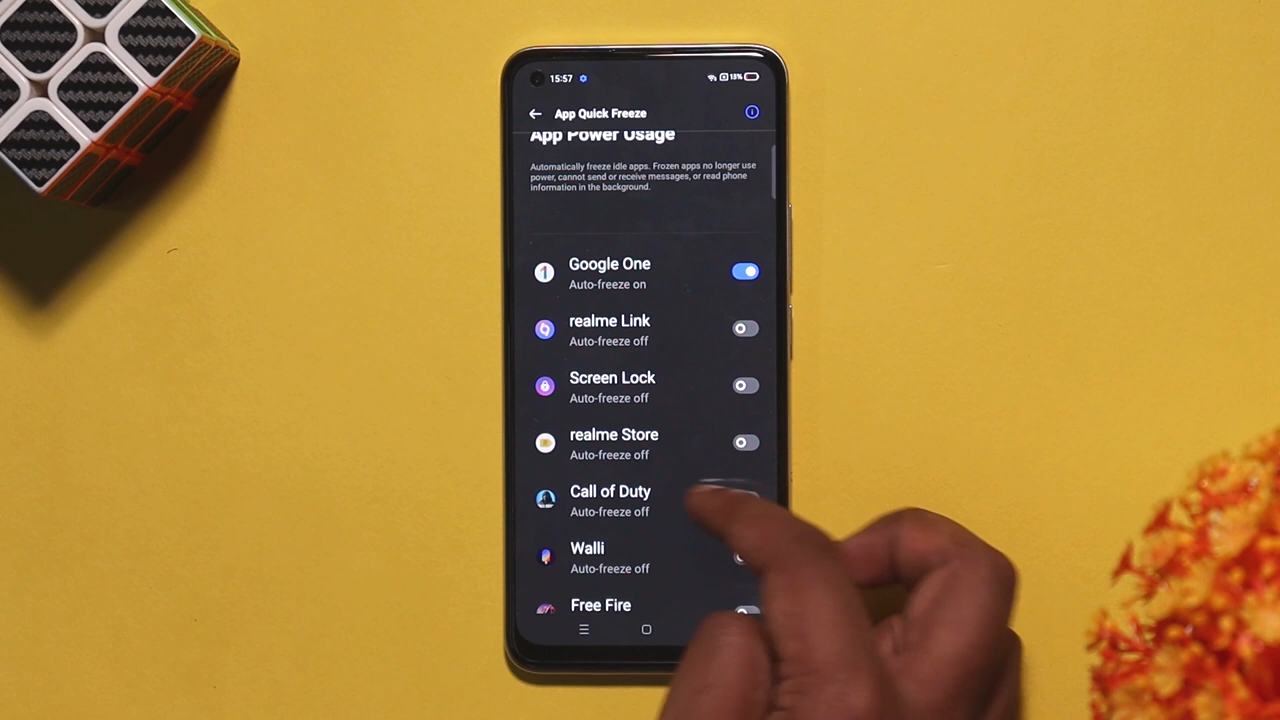 15:57
13%
App Quick Freeze
App Power Usage
Automatically freeze idle apps. Frozen apps no longer use
power, cannot send or receive messages, or read phone
information in the background.
Google One
Auto-freeze on
realme Link
Auto-freeze off
Screen Lock
Auto-freeze off
realme Store
Auto-freeze off
Call of Duty
Auto-freeze off
Walli
Auto-freeze off
Free Fire